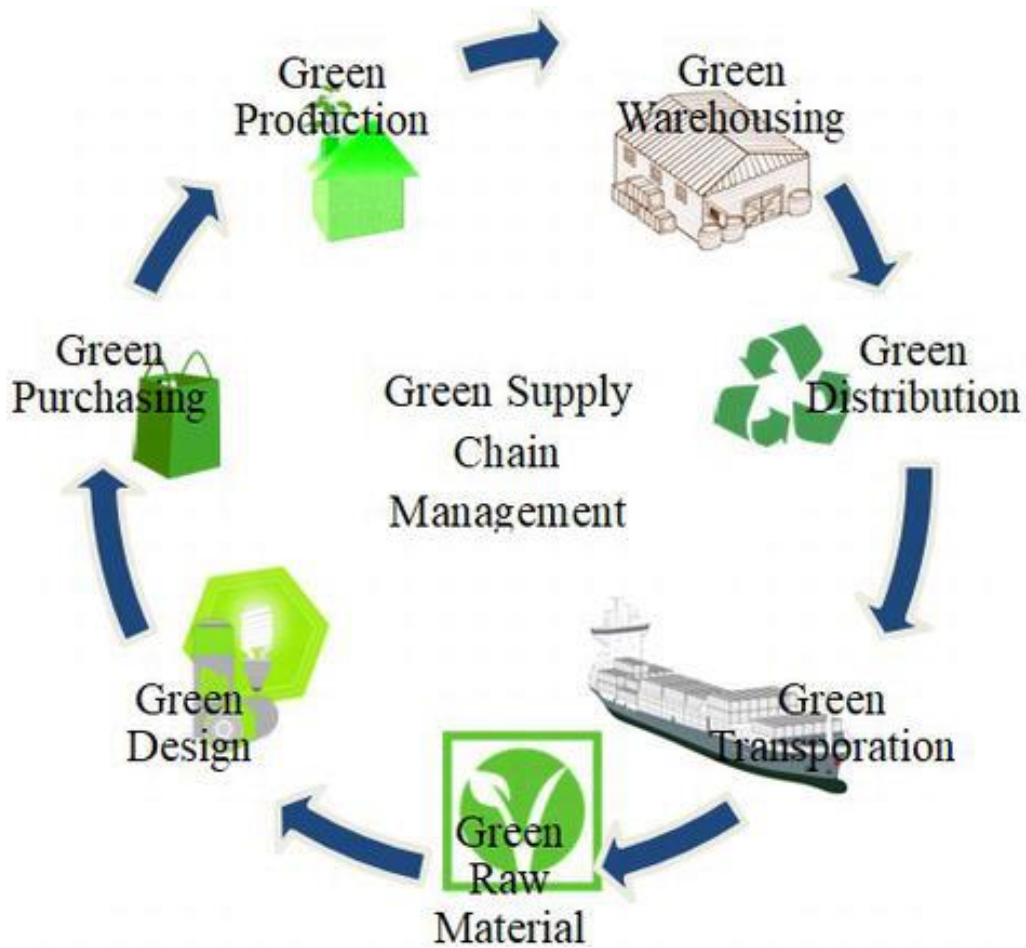 Green
Production
Green
Warehousing
Green
Purchasing
Green Supply
Chain
Management
Green
Distribution
Green
Design
Green
Transporation
Green
Raw
Material